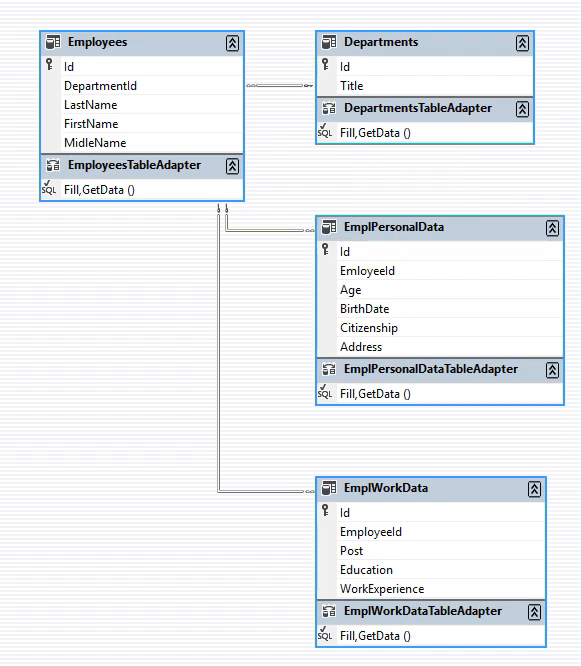 Employees
Id
DepartmentId
LastName
FirstName
MidleName
EmployeesTableAdapter
SQL Fill,GetData ()
Departments
Id
Title
DepartmentsTableAdapter
SQL Fill,GetData ()
EmplPersonalData
Id
EmloyeeId
Age
BirthDate
Citizenship
Address
EmplPersonalDataTableAdapter
SQL Fill,GetData ()
EmplWorkData
Id
EmployeeId
Post
Education
WorkExperience
EmplWorkDataTableAdapter
SQL Fill,GetData ()